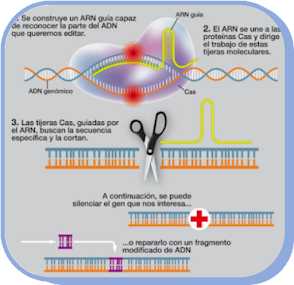 1. Se construye un ARN guía capaz
de reconocer la parte del ADN
que queremos editar.
ARN guía
2. El ARN se une a las
proteínas Cas y dirige
el trabajo de estas
tijeras moleculares.
ADN genómico
Cas
3. Las tijeras Cas, guiadas por
el ARN, buscan la secuencia
específica y la cortan.
A continuación, se puede
silenciar el gen que nos interesa...
...o repararlo con un fragmento
modificado de ADN